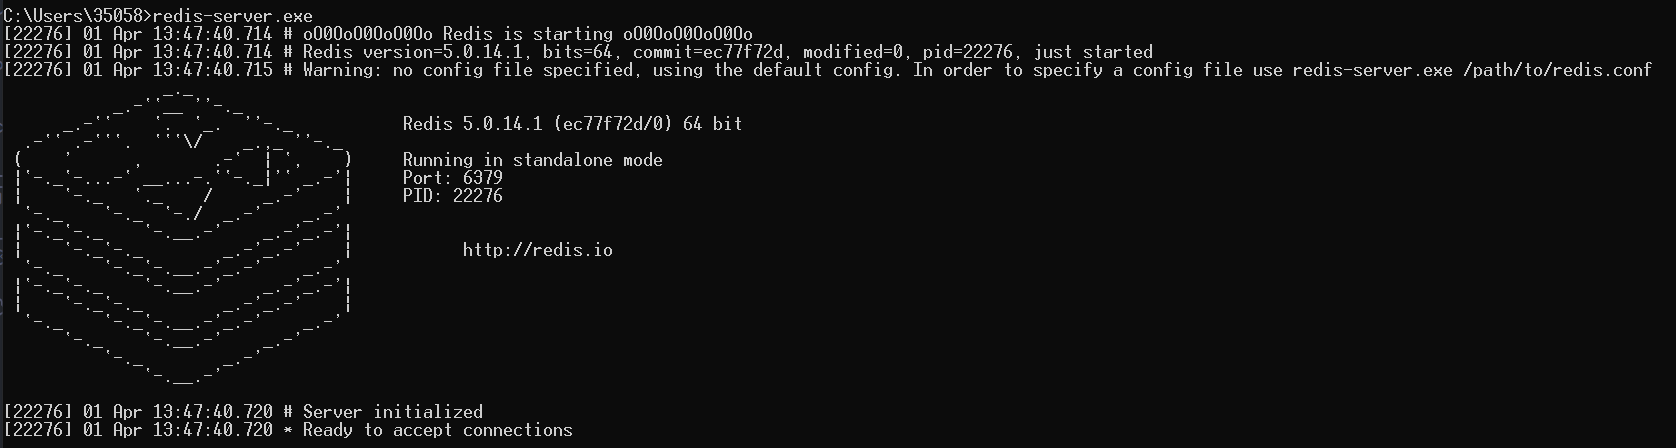 C:\Users\35058>redis-server.exe
[22276] 01 Apr 13:47:40.714 # oO0OoO0OoO0Oo Redis is starting oO0OoO0OoO0Oo
[22276] 01 Apr 13:47:40.714 # Redis version=5.0.14.1, bits=64, commit=ec77f72d, modified=0, pid=22276, just started
[22276] 01 Apr 13:47:40.715 # Warning: no config file specified, using the default config. In order to specify a config file use redis-server.exe /path/to/redis.conf
Redis 5.0.14.1 (ec77f72d/0) 64 bit
Running in standalone mode
Port: 6379
PID: 22276
http://redis.io
[22276] 01 Apr 13:47:40.720 # Server initialized
[22276] 01 Apr 13:47:40.720 * Ready to accept connections